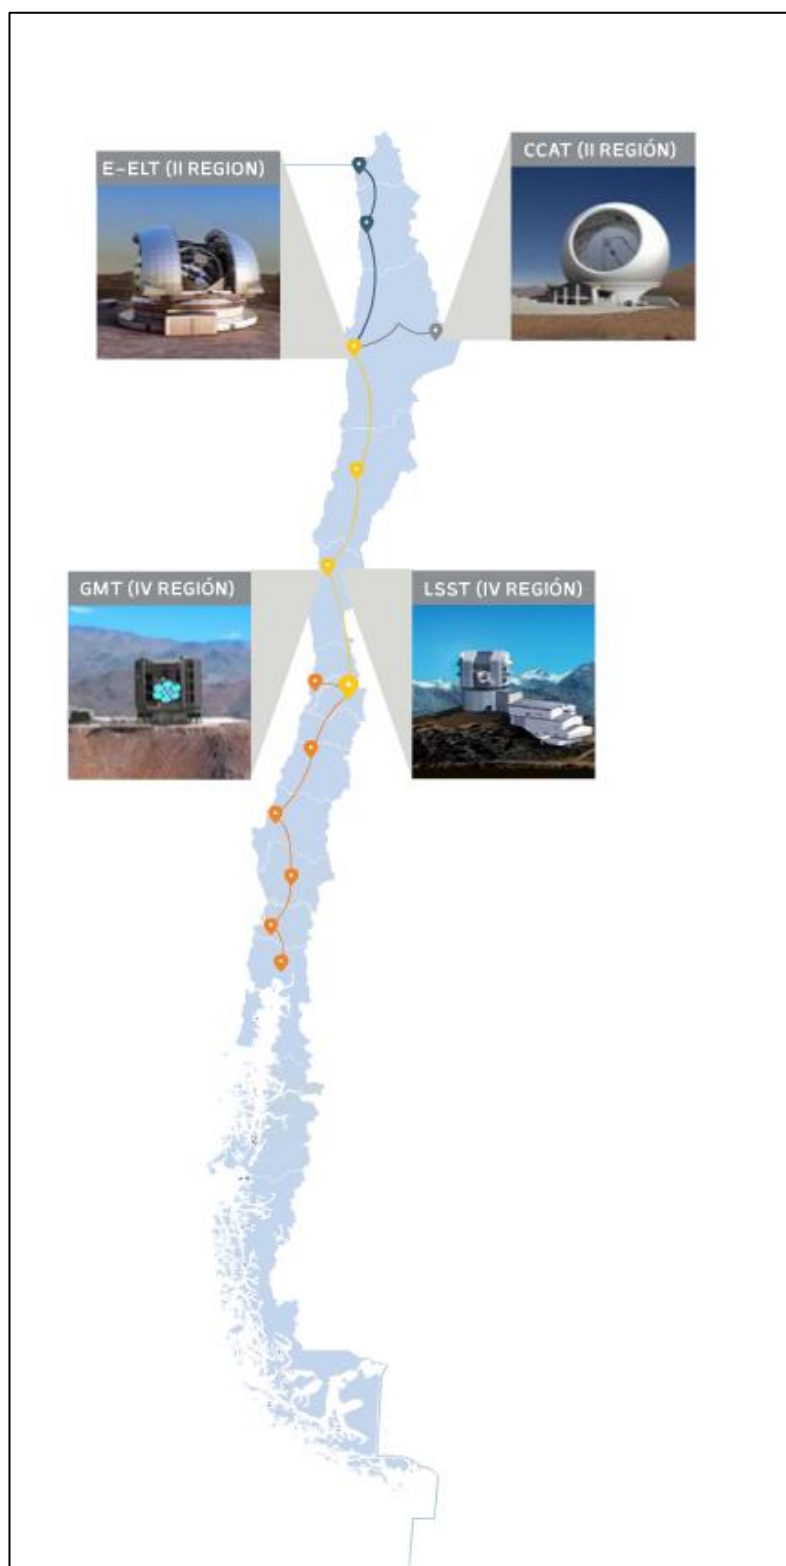 E-ELT (II REGION)
CCAT (II REGIÓN)
GMT (IV REGIÓN)
LSST (IV REGIÓN)